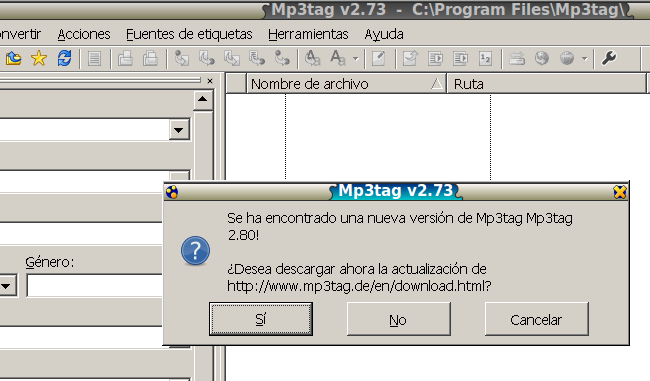 Mp3tag v2.73 - C:\Program Files\Mp3tag\
onvertir Acciones Fuentes de etiquetas Herramientas Ayuda
Nombre de archivo Ruta
Mp3tag v2.73
Se ha encontrado una nueva versión de Mp3tag Mp3tag
2.80!
¿Desea descargar ahora la actualización de
http://www.mp3tag.de/en/download.html?
Género:
Sí No Cancelar